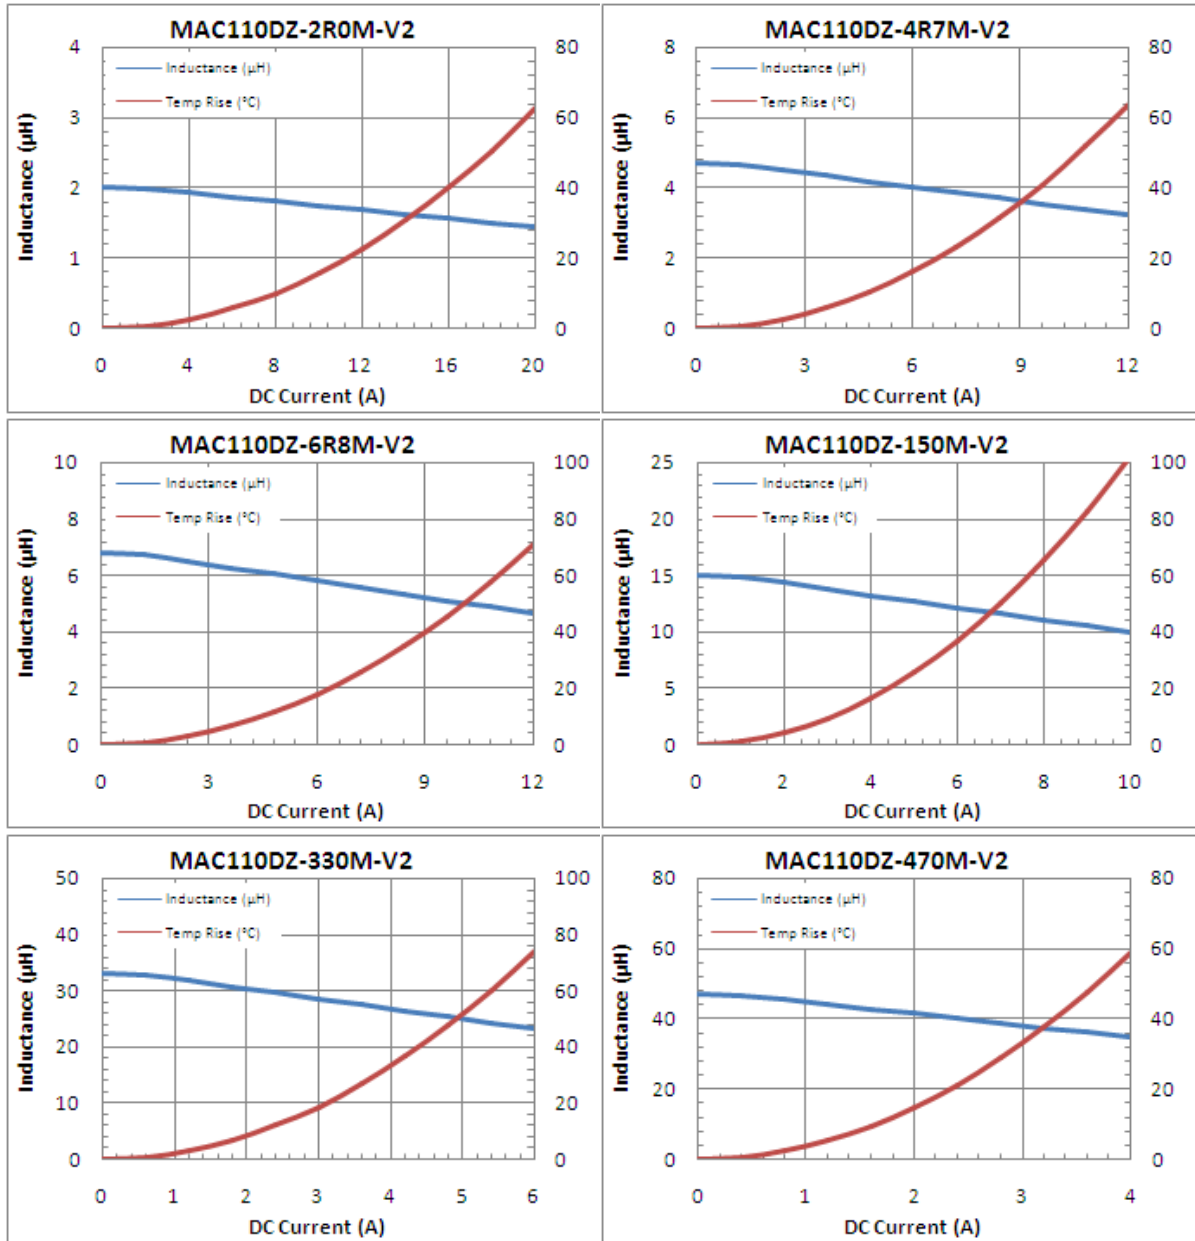 MAC110DZ-2R0M-V2
4 80
Inductance (µH)
Temp Rise (°C)
3 60
Inductance (µH)
2 40
1 20
0 0
0 4 8 12 16 20
DC Current (A)
MAC110DZ-4R7M-V2
8 80
Inductance (µH)
Temp Rise (°C)
6 60
Inductance (µH)
4 40
2 20
0 0
0 3 6 9 12
DC Current (A)
MAC110DZ-6R8M-V2
10 100
Inductance (µH)
Temp Rise (°C)
8 80
Inductance (µH)
6 60
4 40
2 20
0 0
0 3 6 9 12
DC Current (A)
MAC110DZ-150M-V2
25 100
Inductance (µH)
Temp Rise (°C)
20 80
Inductance (µH)
15 60
10 40
5 20
0 0
0 2 4 6 8 10
DC Current (A)
MAC110DZ-330M-V2
50 100
Inductance (µH)
Temp Rise (°C)
40 80
Inductance (µH)
30 60
20 40
10 20
0 0
0 1 2 3 4 5 6
DC Current (A)
MAC110DZ-470M-V2
80 80
Inductance (µH)
Temp Rise (°C)
60 60
Inductance (µH)
40 40
20 20
0 0
0 1 2 3 4
DC Current (A)